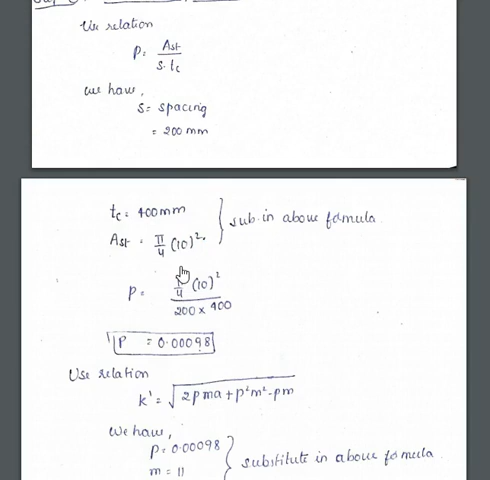 Use relation
P = Ast / s.tc
we have,
s = spacing
= 200 mm
tc = 400mm
Ast = π/4 (10)².
} sub.in above formula.
P = π/4 (10)² / 200 × 400
P = 0.00098
Use relation
k' = √2pma + p²m² - pm
We have,
P = 0.00098
m = 11
} substitute in above formula.